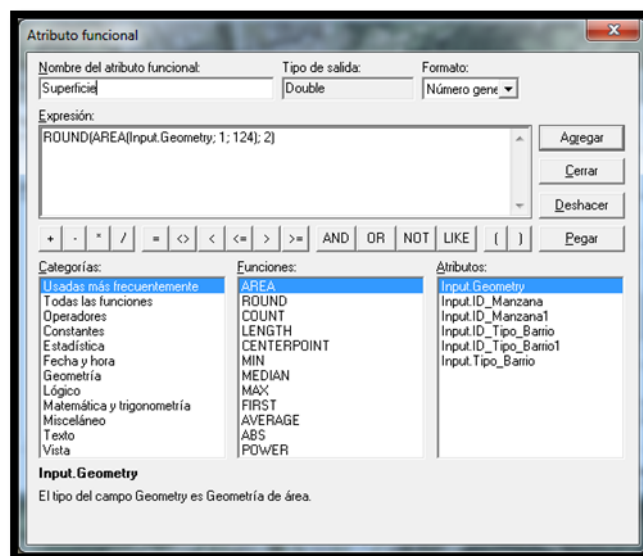 Atributo funcional
Nombre del atributo funcional: Tipo de salida: Formato:
Superficie Double Número gene
Expresión:
ROUND(AREA(Input.Geometry; 1; 124); 2)
Agregar
Cerrar
Deshacer
+ - * / = <> < <= > >= AND OR NOT LIKE ( ) Pegar
Categorías: Funciones: Atributos:
Usadas más frecuentemente AREA Input.Geometry
Todas las funciones ROUND Input.ID_Manzana
Operadores COUNT Input.ID_Manzana1
Constantes LENGTH Input.ID_Tipo_Barrio
Estadística CENTERPOINT Input.ID_Tipo_Barrio1
Fecha y hora MIN Input.Tipo_Barrio
Geometría MEDIAN
Lógico MAX
Matemática y trigonometría FIRST
Misceláneo AVERAGE
Texto ABS
Vista POWER
Input.Geometry
El tipo del campo Geometry es Geometría de área.